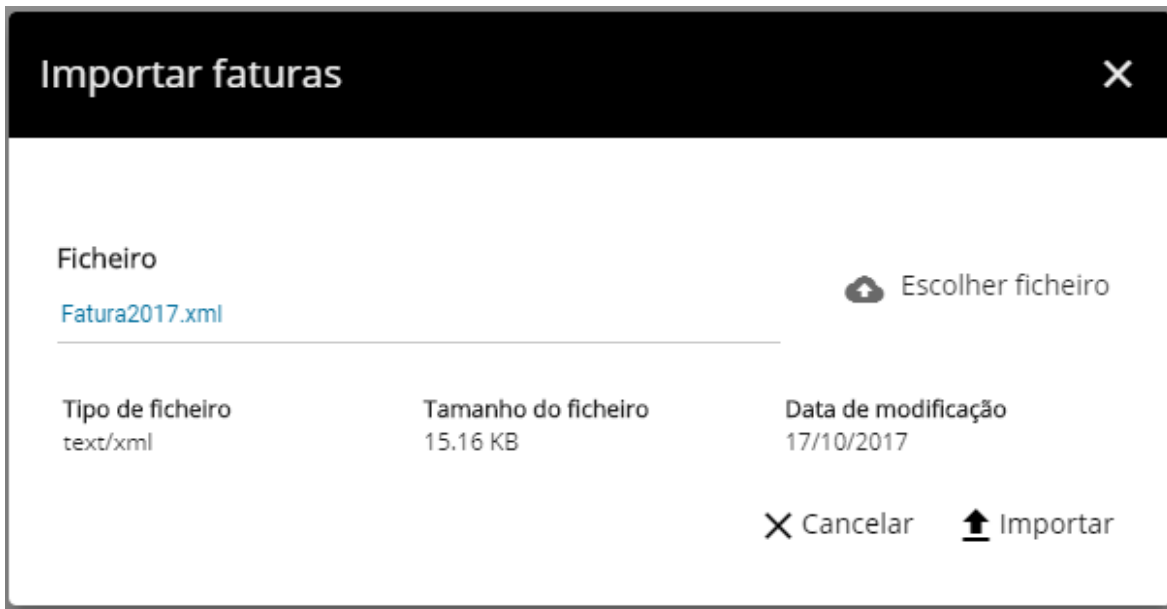 Importar faturas
Ficheiro
Escolher ficheiro
Fatura2017.xml
Tipo de ficheiro
text/xml
Tamanho do ficheiro
15.16 KB
Data de modificação
17/10/2017
Cancelar
Importar